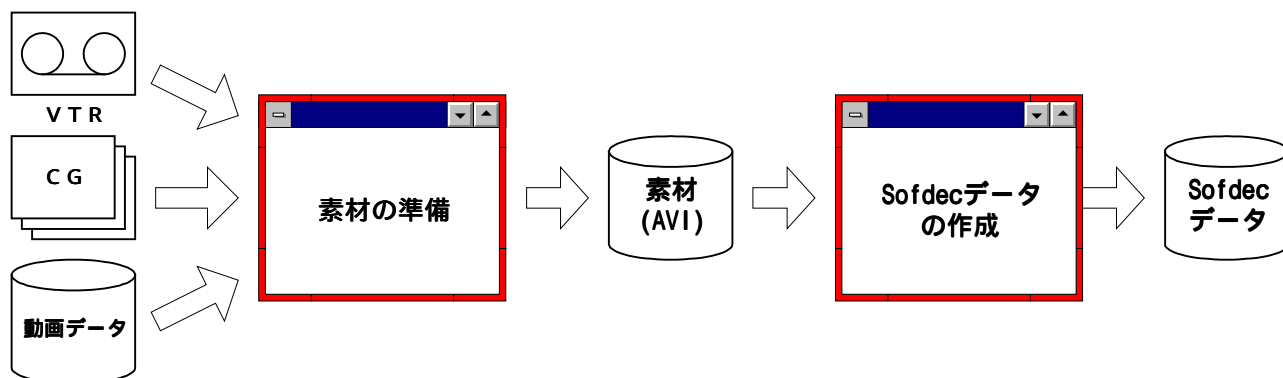 VTR
CG
動画データ
素材の準備
素材
(AVI)
Sofdecデータ
の作成
Sofdec
データ